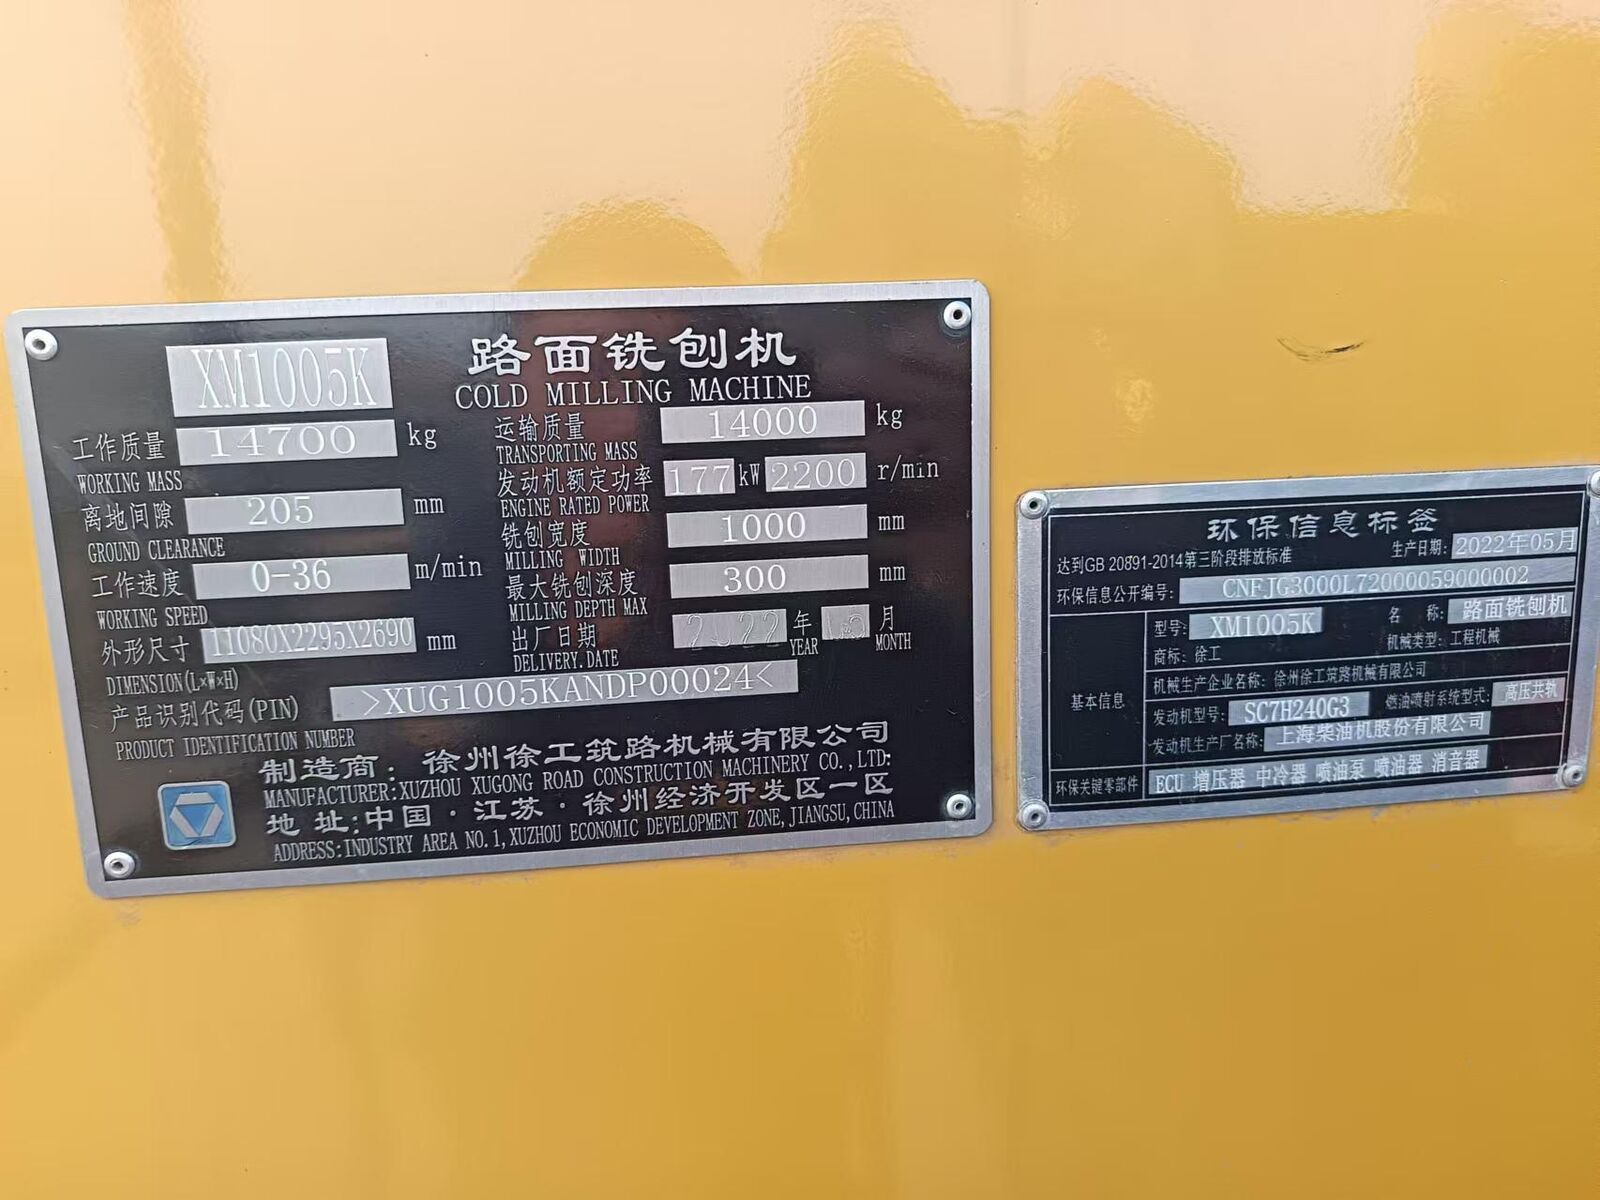 XM1005K
路面铣刨机
COLD MILLING MACHINE
工作质量 14700 kg
WORKING MASS
离地间隙 205 mm
GROUND CLEARANCE
工作速度 0-36 m/min
WORKING SPEED
外形尺寸 11080X2295X2690 mm
DIMENSION(L×W×H)
运输质量 14000 kg
TRANSPORTING MASS
发动机额定功率 177 kW 2200 r/min
ENGINE RATED POWER
铣刨宽度 1000 mm
MILLING WIDTH
最大铣刨深度 300 mm
MILLING DEPTH MAX
出厂日期 2022 年 月
DELIVERY.DATE YEAR MONTH
产品识别代码(PIN) >XUG1005KANDP00024<
PRODUCT IDENTIFICATION NUMBER
制造商: 徐州徐工筑路机械有限公司
MANUFACTURER:XUZHOU XUGONG ROAD CONSTRUCTION MACHINERY CO.,LTD:
地 址:中国·江苏·徐州经济开发区一区
ADDRESS:INDUSTRY AREA NO.1,XUZHOU ECONOMIC DEVELOPMENT ZONE,JIANGSU,CHINA
环保信息标签
达到GB 20891-2014第三阶段排放标准 生产日期: 2022年05月
环保信息公开编号: CNFJG3000L72000059000002
基本信息
型号: XM1005K 名 称: 路面铣刨机
商标: 徐工 机械类型: 工程机械
机械生产企业名称: 徐州徐工筑路机械有限公司
发动机型号: SC7H240G3 燃油喷射系统型式: 高压共轨
发动机生产厂名称: 上海柴油机股份有限公司
环保关键零部件 ECU 增压器 中冷器 喷油泵 喷油器 消音器